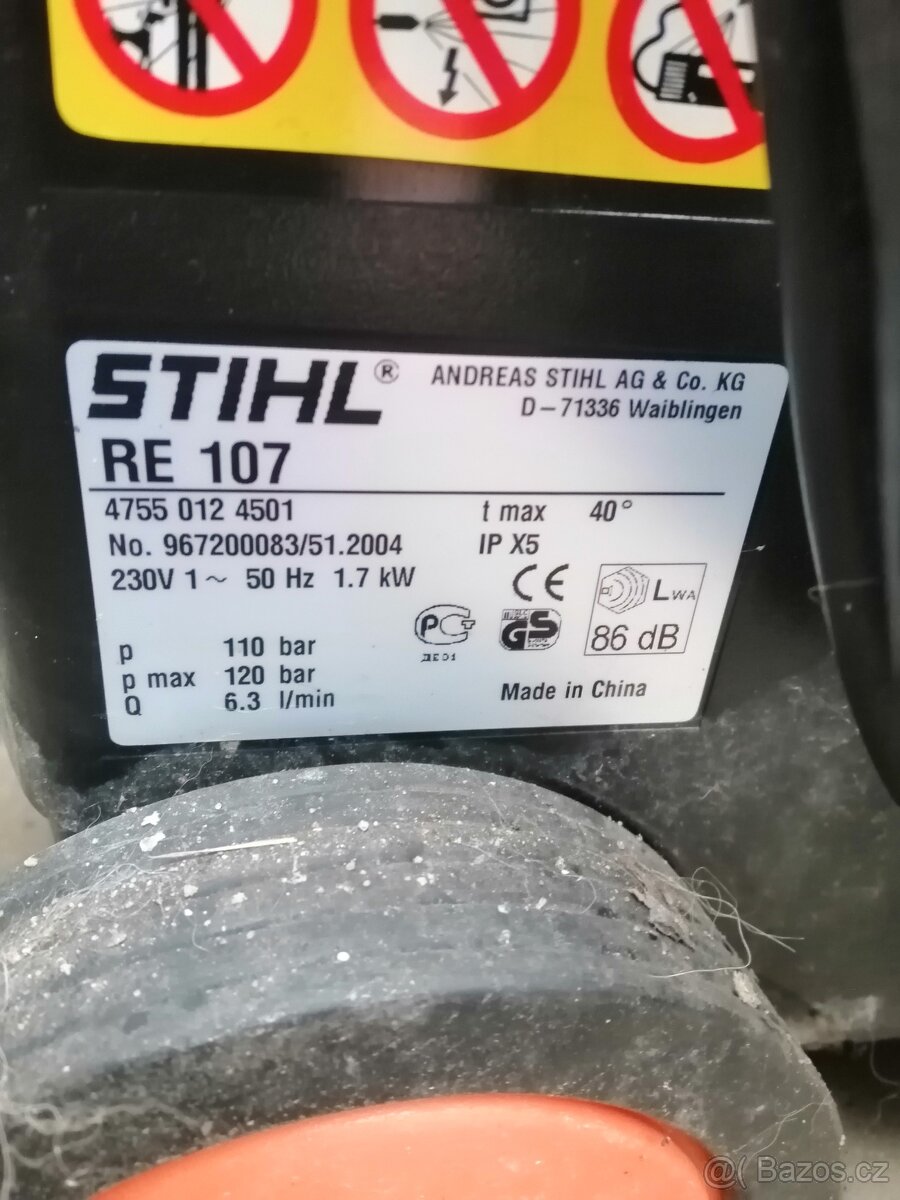 STIHL® ANDREAS STIHL AG & Co. KG
D-71336 Waiblingen
RE 107
4755 012 4501 t max 40°
No. 967200083/51.2004 IP X5
230V 1~ 50 Hz 1.7 kW CE
LWA
86 dB
PCT
GS
p 110 bar
p max 120 bar
Q 6.3 l/min
Made in China
@( Bazos.cz